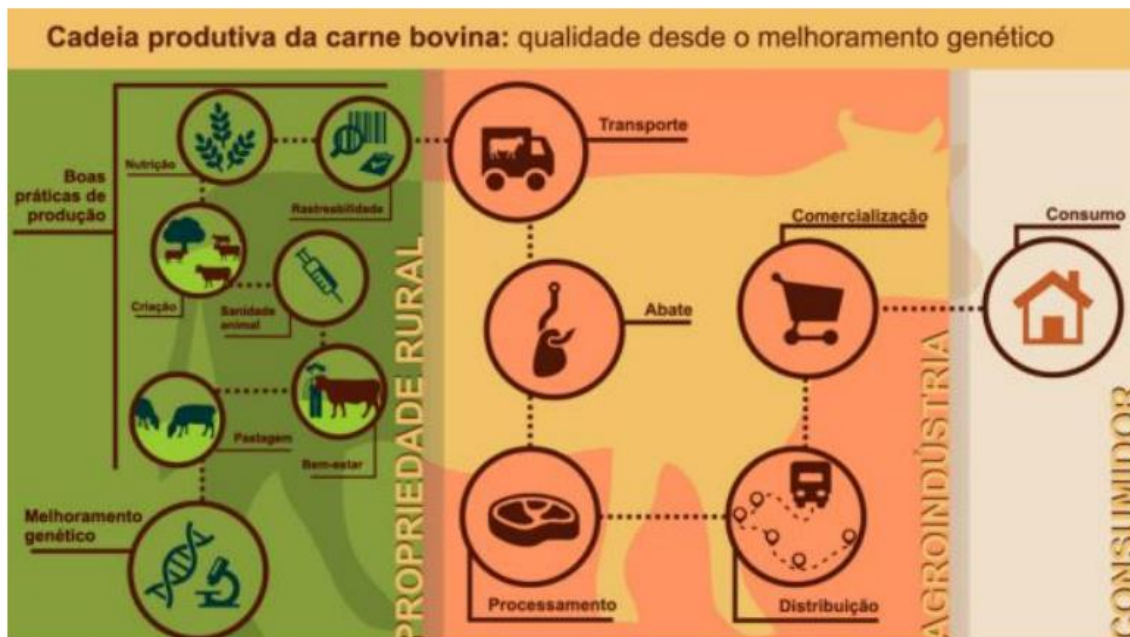 Cadeia produtiva da carne bovina: qualidade desde o melhoramento genético
Boas
práticas de
produção
Nutrição
Rastreabilidade
Criação
Sanidade
animal
Pastagem
Bem-estar
Melhoramento
genético
PROPRIEDADE RURAL
Transporte
Abate
Processamento
Distribuição
Comercialização
AGROINDÚSTRIA
Consumo
CONSUMIDOR